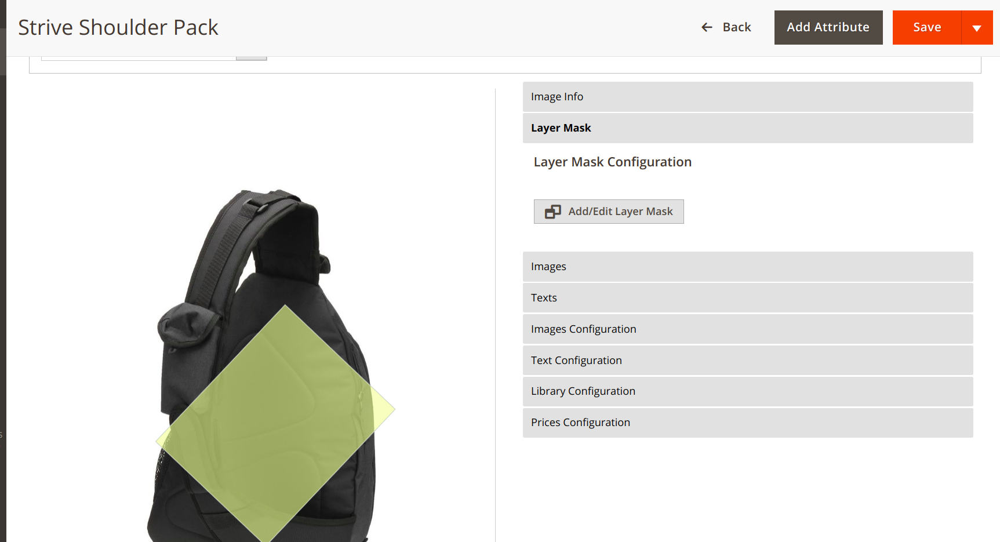 Strive Shoulder Pack
Back
Add Attribute
Save
Image Info
Layer Mask
Layer Mask Configuration
Add/Edit Layer Mask
Images
Texts
Images Configuration
Text Configuration
Library Configuration
Prices Configuration
s